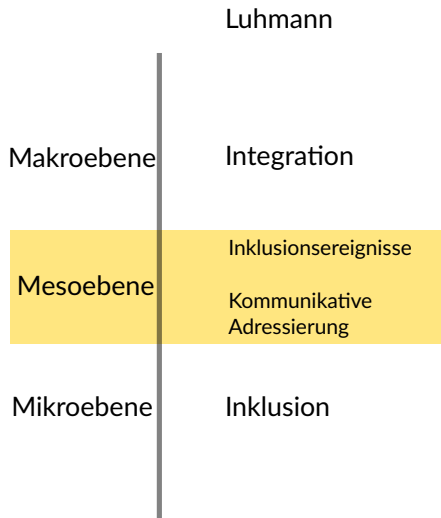 Luhmann
Makroebene
Integration
Mesoebene
Inklusionsereignisse
Kommunikative
Adressierung
Mikroebene
Inklusion